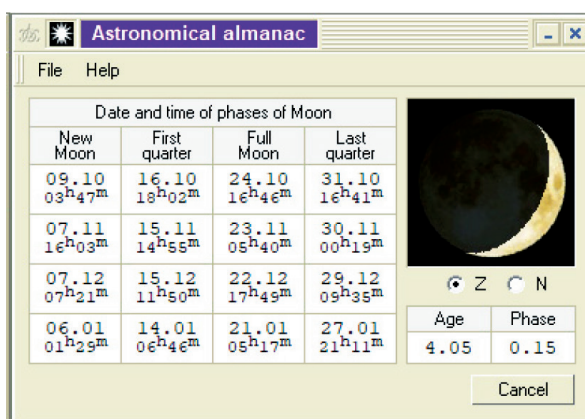 Astronomical almanac
File Help
Date and time of phases of Moon
New Moon First quarter Full Moon Last quarter
09.10 16.10 24.10 31.10
03h47m 18h02m 16h46m 16h41m
07.11 15.11 23.11 30.11
16h03m 14h55m 05h40m 00h19m
07.12 15.12 22.12 29.12
07h21m 11h50m 17h49m 09h35m
06.01 14.01 21.01 27.01
01h29m 06h46m 05h17m 21h11m
Z N
Age Phase
4.05 0.15
Cancel